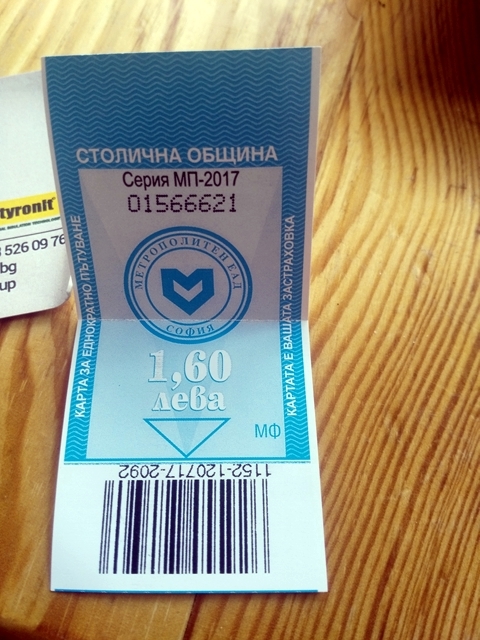 СТОЛИЧНА ОБЩИНА
Серия МП-2017
01566621
МЕТРОПОЛИТЕН ЕАД
СОФИЯ
КАРТА ЗА ЕДНОКРАТНО ПЪТУВАНЕ
КАРТАТА Е ВАШАТА ЗАСТРАХОВКА
1,60
лева
МФ
1152-120717-2092
tyronit
526 09 76
bg
up